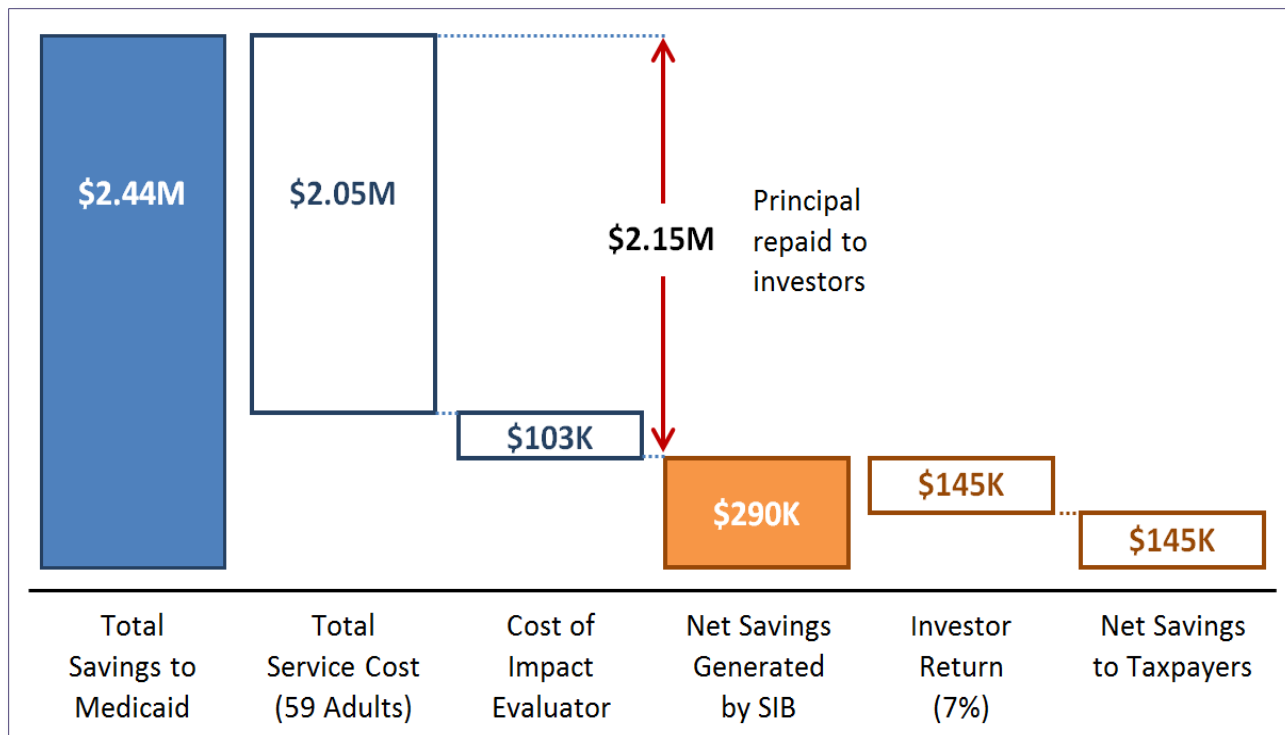 $2.44M
$2.05M
$2.15M
Principal
repaid to
investors
$103K
$290K
$145K
$145K
Total
Savings to
Medicaid
Total
Service Cost
(59 Adults)
Cost of
Impact
Evaluator
Net Savings
Generated
by SIB
Investor
Return
(7%)
Net Savings
to Taxpayers